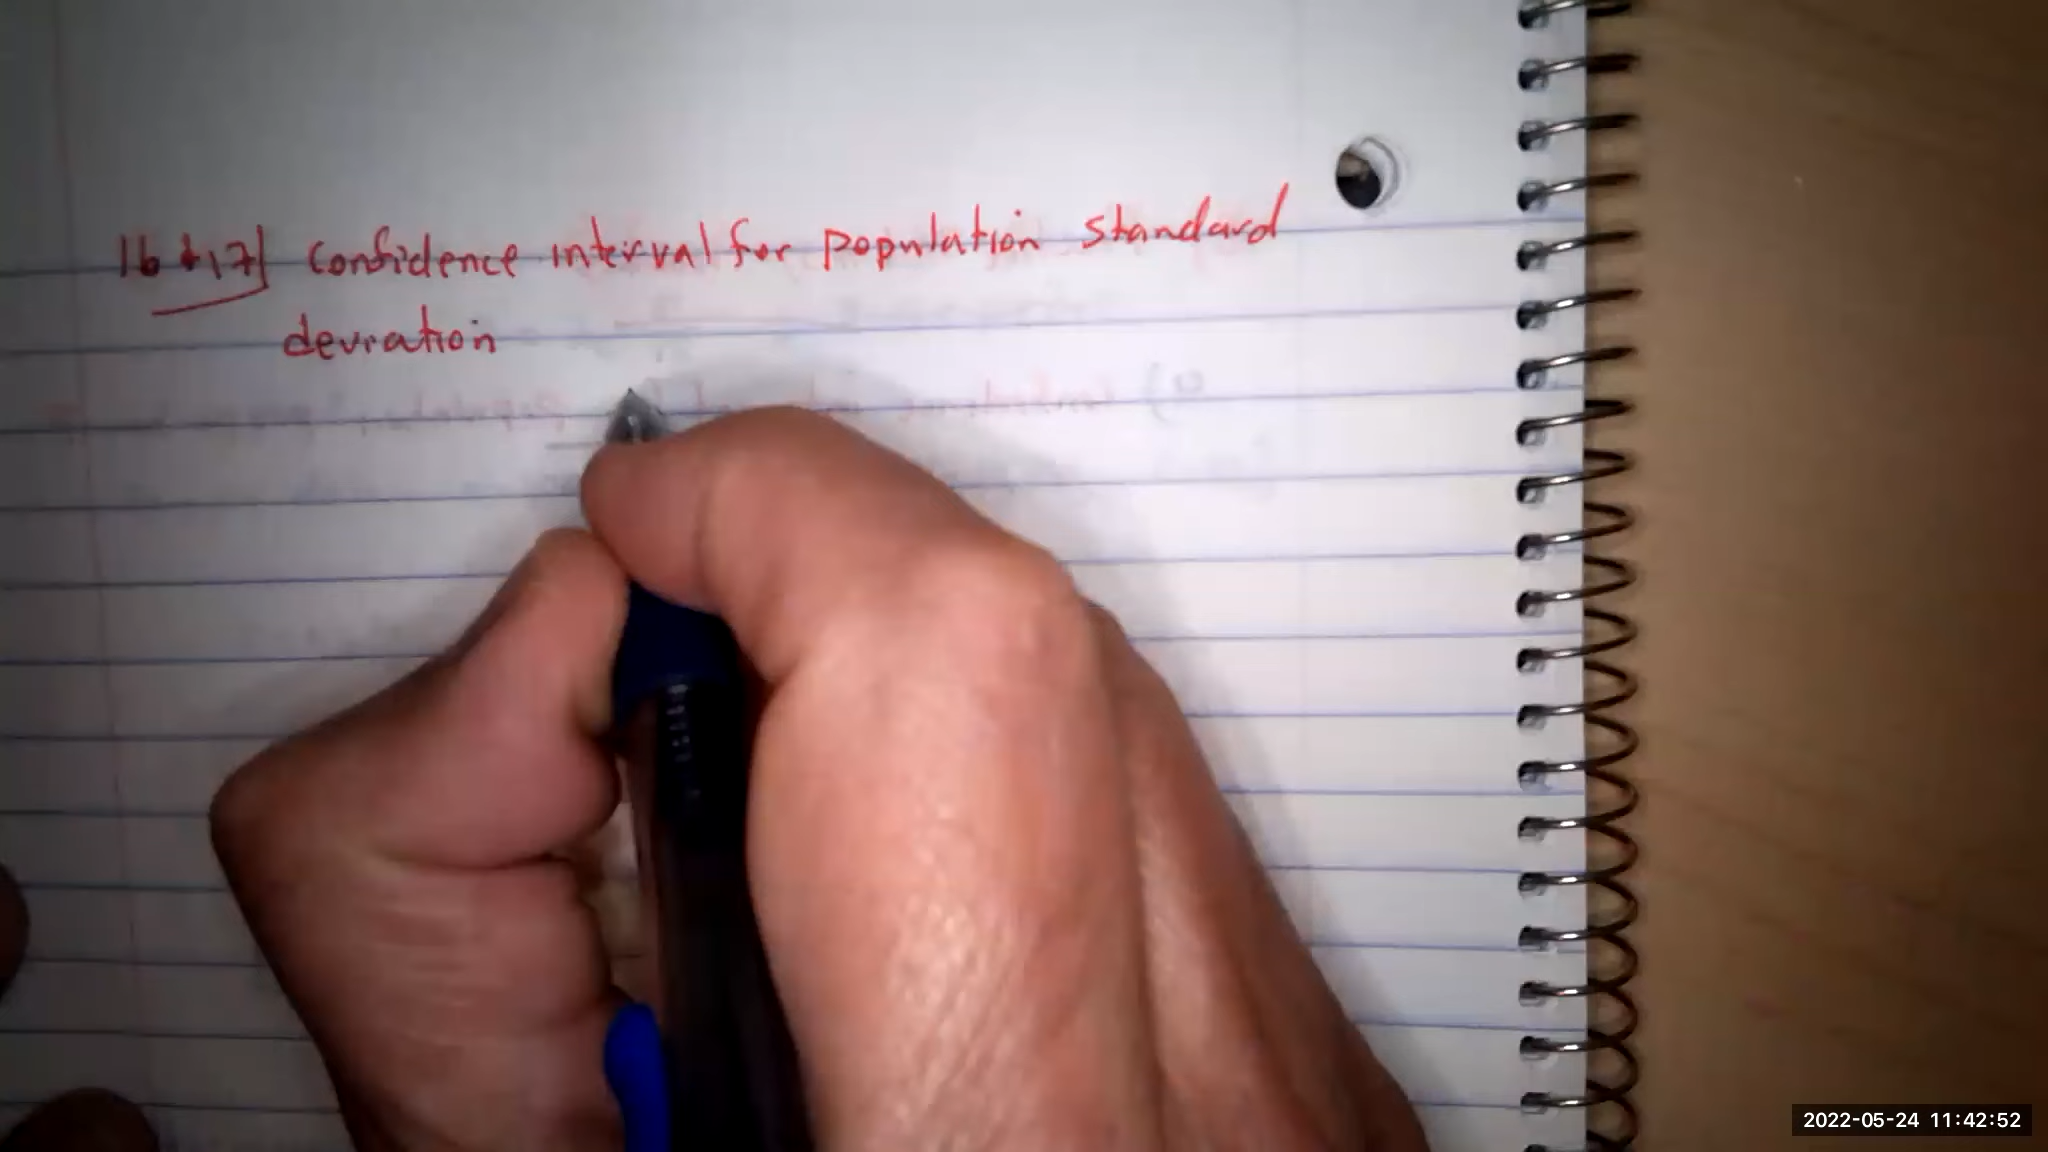 16 & 17| Confidence interval for population standard
deviation
2022-05-24 11:42:52